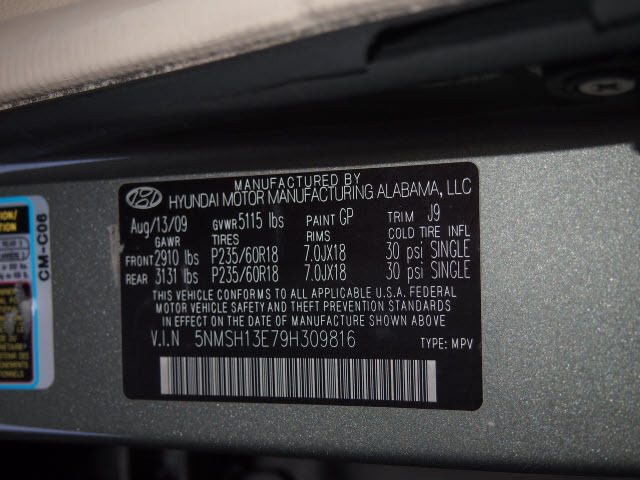 MANUFACTURED BY
HYUNDAI MOTOR MANUFACTURING ALABAMA, LLC
Aug/13/09 GVWR 5115 lbs PAINT GP TRIM J9
GAWR TIRES RIMS COLD TIRE INFL
FRONT 2910 lbs P235/60R18 7.0JX18 30 psi SINGLE
REAR 3131 lbs P235/60R18 7.0JX18 30 psi SINGLE
THIS VEHICLE CONFORMS TO ALL APPLICABLE U.S.A. FEDERAL
MOTOR VEHICLE SAFETY AND THEFT PREVENTION STANDARDS
IN EFFECT ON THE DATE OF MANUFACTURE SHOWN ABOVE
V.I.N 5NMSH13E79H309816 TYPE: MPV
CM-C06